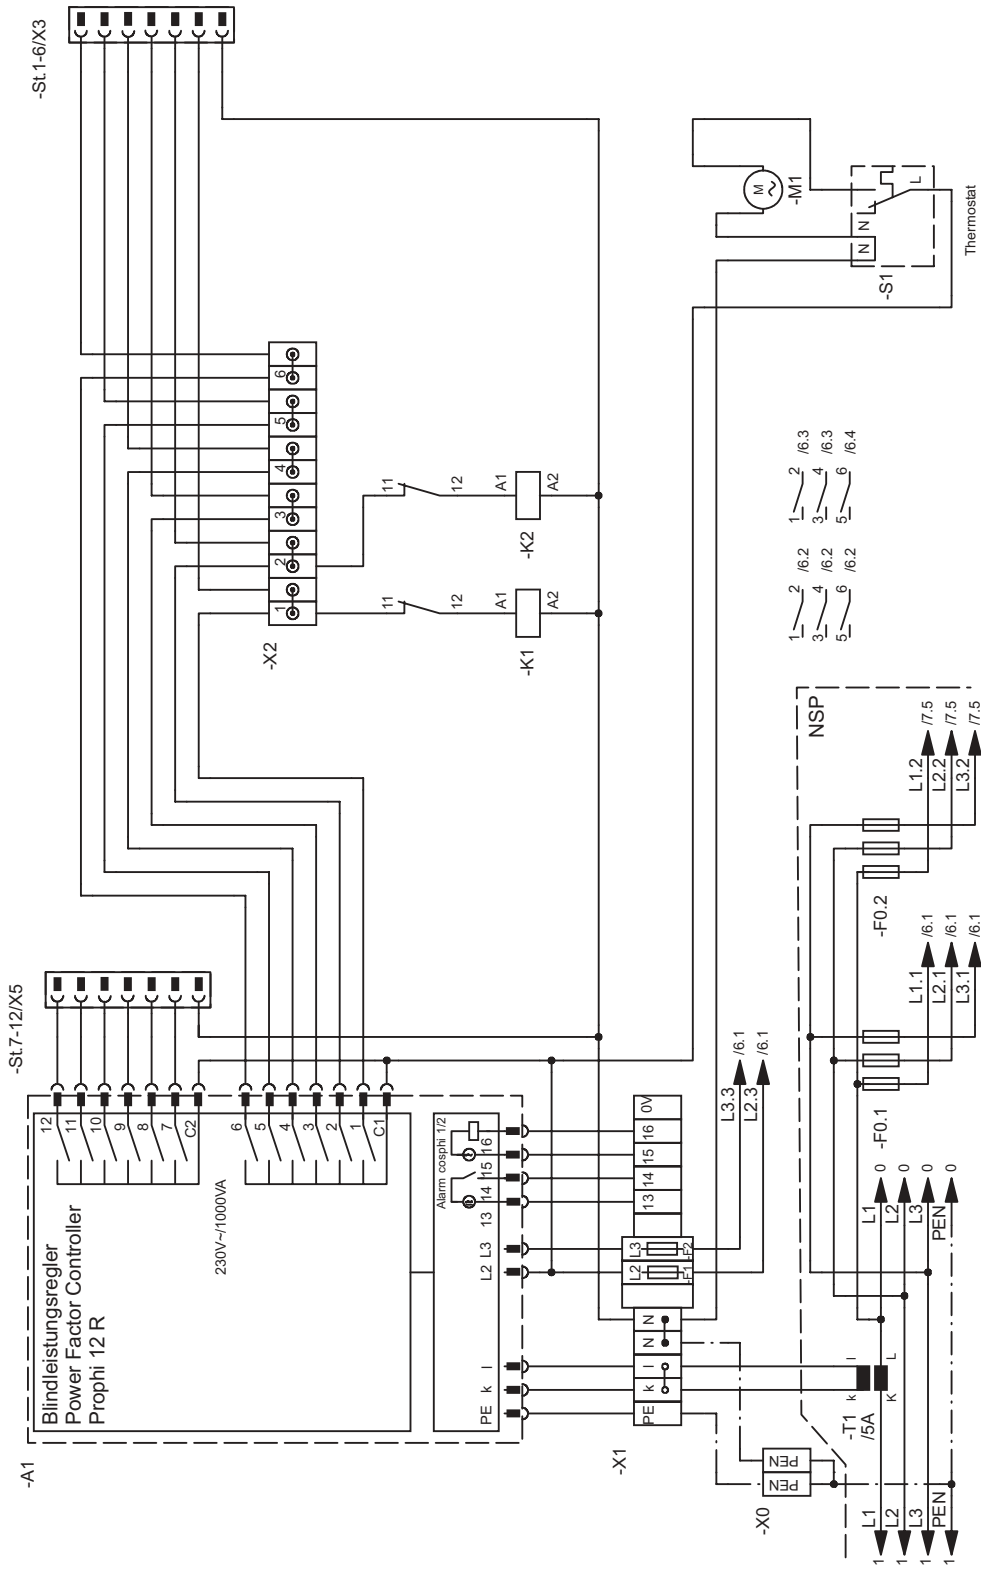 -A1
Blindleistungsregler
Power Factor Controller
Prophi 12 R
230V~/1000VA
12
11
10
9
8
7
C2
6
5
4
3
2
1
C1
-St.7-12/X5
-St.1-6/X3
Alarm cosphi 1/2
PE
k
l
L2
L3
13
14
15
16
-X1
PE
k
l
N
N
L2
-F1
L3
-F2
13
14
15
16
0V
L3.3
/6.1
L2.3
/6.1
-X2
1
2
3
4
5
6
11
12
A1
A2
-K1
11
12
A1
A2
-K2
M
-M1
-S1
N
N
L
Thermostat
1
2
/6.2
3
4
/6.2
5
6
/6.2
1
2
/6.3
3
4
/6.3
5
6
/6.4
-X0
PEN
PEN
NSP
-T1
/5A
k
l
K
L
1
L1
1
L2
1
L3
1
PEN
L1
0
L2
0
L3
0
PEN
0
-F0.1
L1.1
/6.1
L2.1
/6.1
L3.1
/6.1
-F0.2
L1.2
/7.5
L2.2
/7.5
L3.2
/7.5